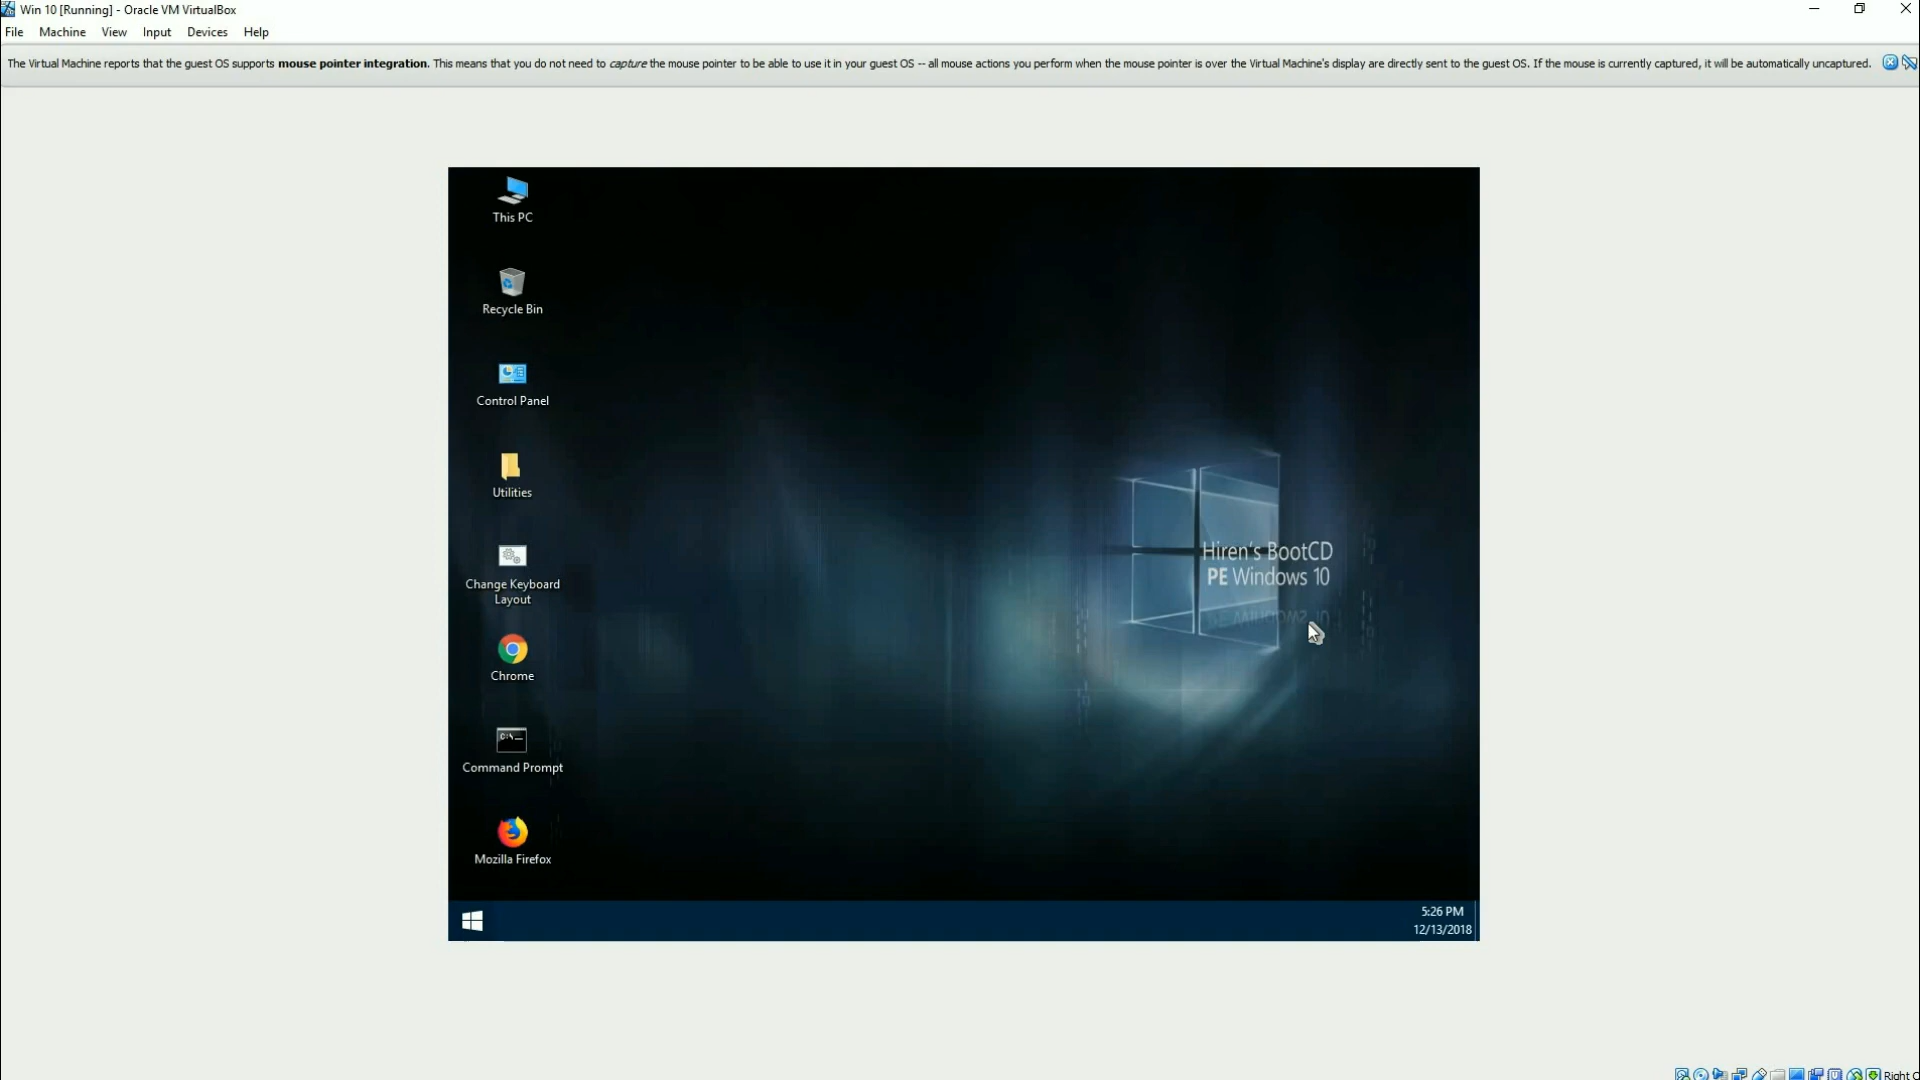 Win 10 [Running] - Oracle VM VirtualBox
File Machine View Input Devices Help
The Virtual Machine reports that the guest OS supports mouse pointer integration. This means that you do not need to capture the mouse pointer to be able to use it in your guest OS -- all mouse actions you perform when the mouse pointer is over the Virtual Machine's display are directly sent to the guest OS. If the mouse is currently captured, it will be automatically uncaptured.
This PC
Recycle Bin
Control Panel
Utilities
Change Keyboard
Layout
Chrome
Command Prompt
Mozilla Firefox
Hiren's BootCD
PE Windows 10
5:26 PM
12/13/2018
Right C